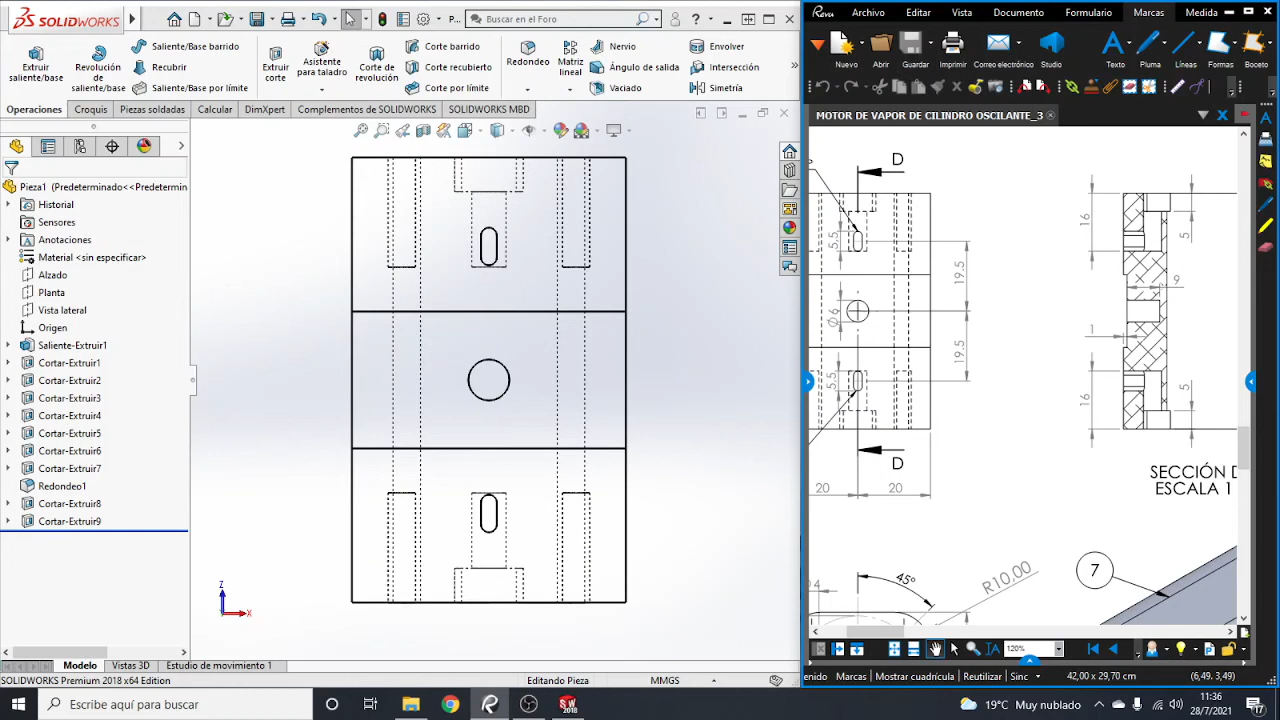 SOLIDWORKS
P...
Buscar en el Foro
?
Extruir saliente/base
Revolución de saliente/base
Saliente/Base barrido
Recubrir
Saliente/Base por límite
Extruir corte
Asistente para taladro
Corte de revolución
Corte barrido
Corte recubierto
Corte por límite
Redondeo
Matriz lineal
Nervio
Ángulo de salida
Vaciado
Envolver
Intersección
Simetría
Operaciones
Croquis
Piezas soldadas
Calcular
DimXpert
Complementos de SOLIDWORKS
SOLIDWORKS MBD
Pieza1 (Predeterminado<<Predetermin
Historial
Sensores
Anotaciones
Material <sin especificar>
Alzado
Planta
Vista lateral
Origen
Saliente-Extruir1
Cortar-Extruir1
Cortar-Extruir2
Cortar-Extruir3
Cortar-Extruir4
Cortar-Extruir5
Cortar-Extruir6
Cortar-Extruir7
Redondeo1
Cortar-Extruir8
Cortar-Extruir9
Z
X
Modelo
Vistas 3D
Estudio de movimiento 1
SOLIDWORKS Premium 2018 x64 Edition
Editando Pieza
MMGS
Revu
Archivo
Editar
Vista
Documento
Formulario
Marcas
Medida
Nuevo
Abrir
Guardar
Imprimir
Correo electrónico
Studio
Texto
Pluma
Líneas
Formas
Boceto
MOTOR DE VAPOR DE CILINDRO OSCILANTE_3
D
5.5
19.5
∅6
19.5
5.5
D
20
20
16
5
9
1
16
5
SECCIÓN D
ESCALA 1
4
45°
R10.00
7
120%
enido
Marcas
Mostrar cuadrícula
Reutilizar
Sinc
42,00 x 29,70 cm
(6,49. 3,49)
Escribe aquí para buscar
SW 2018
19°C Muy nublado
11:36
28/7/2021
17